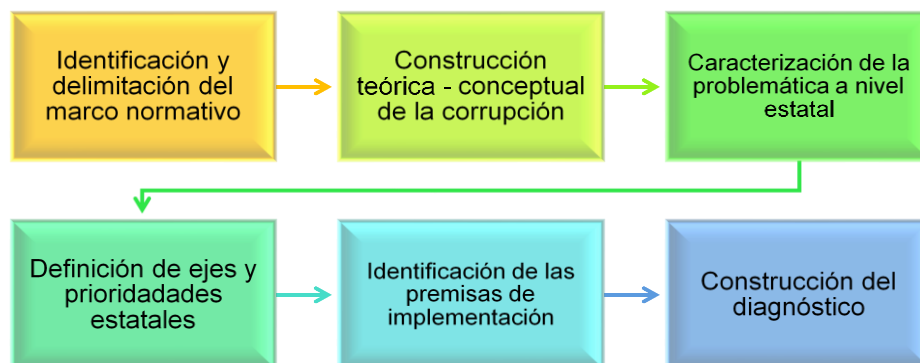 Identificación y
delimitación del
marco normativo
Construcción
teórica - conceptual
de la corrupción
Caracterización de la
problemática a nivel
estatal
Definición de ejes y
prioridadades
estatales
Identificación de las
premisas de
implementación
Construcción del
diagnóstico